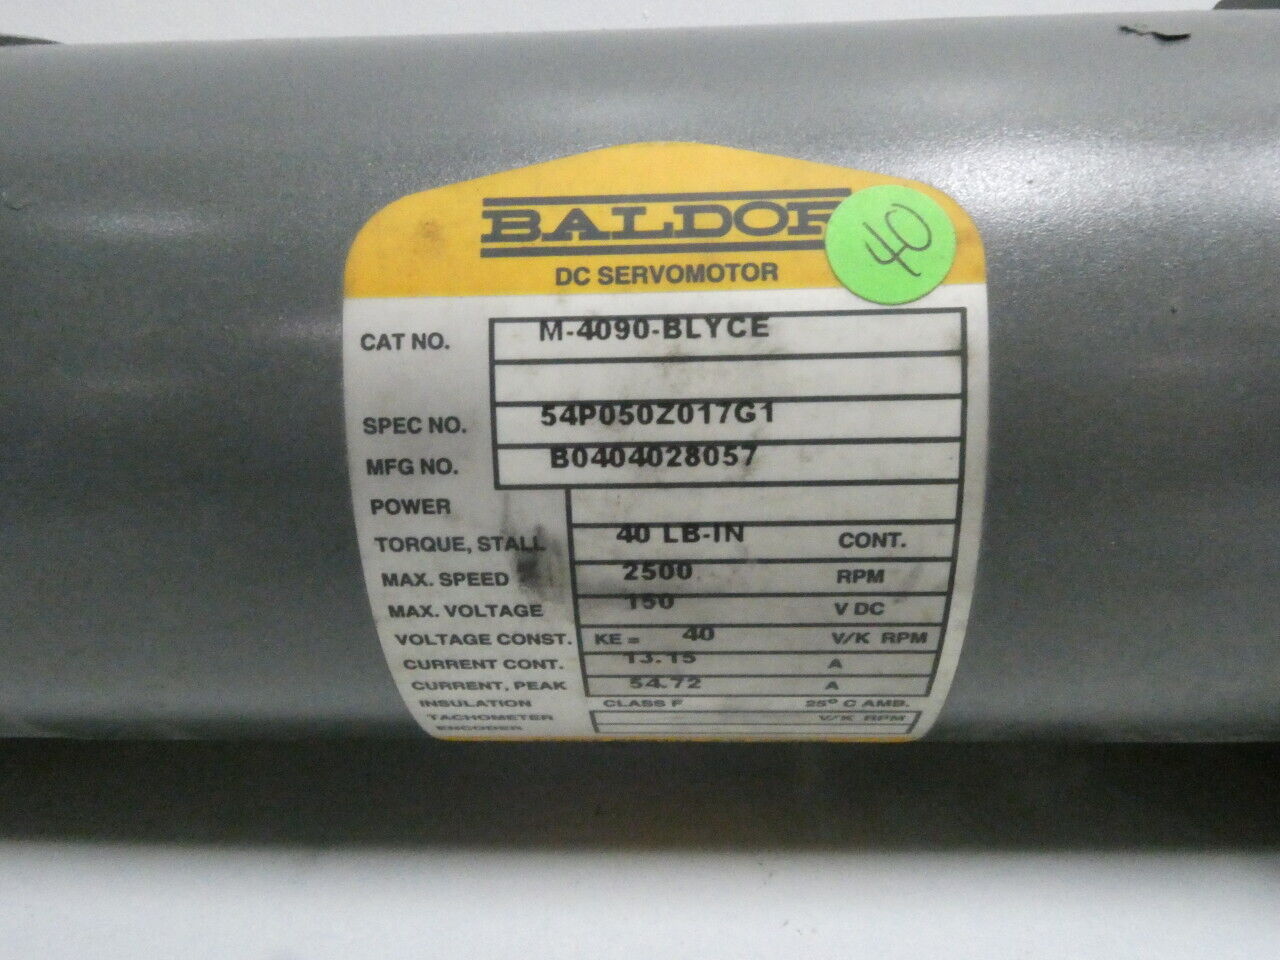 BALDOR
40
DC SERVOMOTOR
CAT NO. M-4090-BLYCE
SPEC NO. 54P050Z017G1
MFG NO. B0404028057
POWER
TORQUE, STALL 40 LB-IN CONT.
MAX. SPEED 2500 RPM
MAX. VOLTAGE 150 V DC
VOLTAGE CONST. KE = 40 V/K RPM
CURRENT CONT. 13.15 A
CURRENT, PEAK 54.72 A
INSULATION CLASS F 25° C AMB.
TACHOMETER V/K RPM
ENCODER